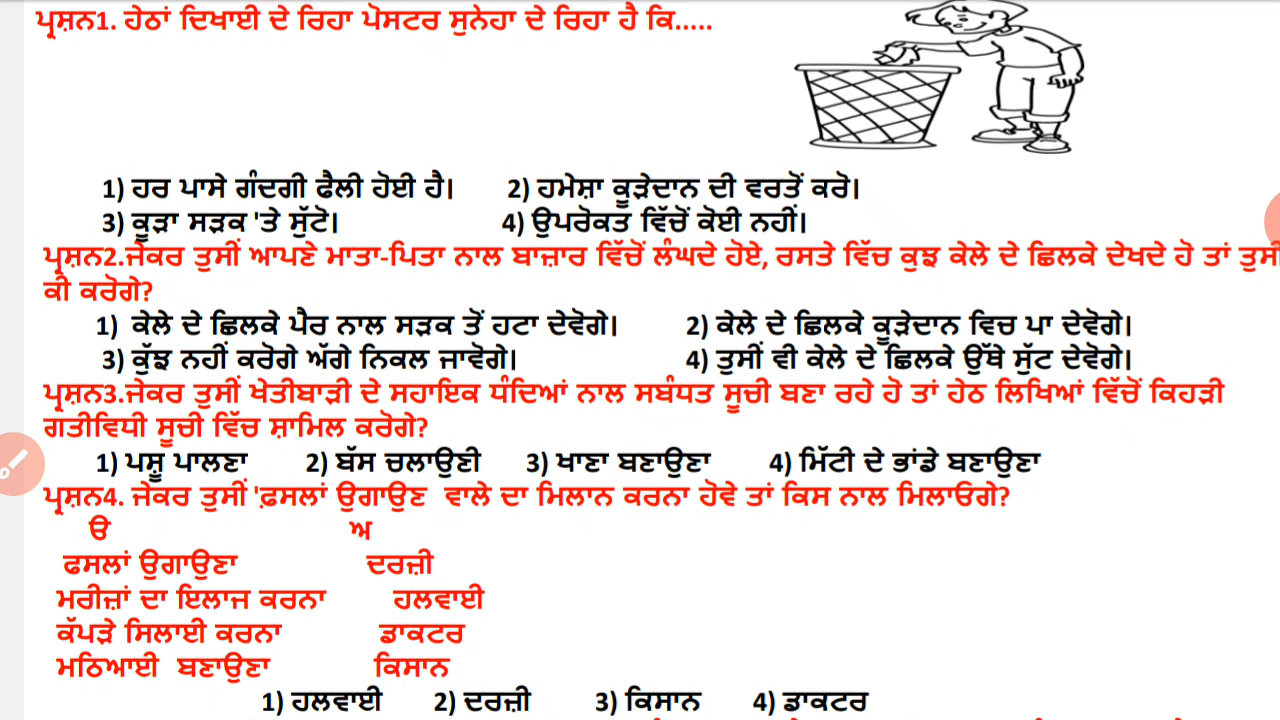 ਪ੍ਰਸ਼ਨ1. ਹੇਠਾਂ ਦਿਖਾਈ ਦੇ ਰਿਹਾ ਪੋਸਟਰ ਸੁਨੇਹਾ ਦੇ ਰਿਹਾ ਹੈ ਕਿ.....
1) ਹਰ ਪਾਸੇ ਗੰਦਗੀ ਫੈਲੀ ਹੋਈ ਹੈ। 2) ਹਮੇਸ਼ਾ ਕੂੜੇਦਾਨ ਦੀ ਵਰਤੋਂ ਕਰੋ।
3) ਕੂੜਾ ਸੜਕ 'ਤੇ ਸੁੱਟੋ। 4) ਉਪਰੋਕਤ ਵਿੱਚੋਂ ਕੋਈ ਨਹੀਂ।
ਪ੍ਰਸ਼ਨ2.ਜੇਕਰ ਤੁਸੀਂ ਆਪਣੇ ਮਾਤਾ-ਪਿਤਾ ਨਾਲ ਬਾਜ਼ਾਰ ਵਿੱਚੋਂ ਲੰਘਦੇ ਹੋਏ, ਰਸਤੇ ਵਿੱਚ ਕੁਝ ਕੇਲੇ ਦੇ ਛਿਲਕੇ ਦੇਖਦੇ ਹੋ ਤਾਂ ਤੁਸੀਂ
ਕੀ ਕਰੋਗੇ?
1) ਕੇਲੇ ਦੇ ਛਿਲਕੇ ਪੈਰ ਨਾਲ ਸੜਕ ਤੋਂ ਹਟਾ ਦੇਵੋਗੇ। 2) ਕੇਲੇ ਦੇ ਛਿਲਕੇ ਕੂੜੇਦਾਨ ਵਿਚ ਪਾ ਦੇਵੋਗੇ।
3) ਕੁੱਝ ਨਹੀਂ ਕਰੋਗੇ ਅੱਗੇ ਨਿਕਲ ਜਾਵੋਗੇ। 4) ਤੁਸੀਂ ਵੀ ਕੇਲੇ ਦੇ ਛਿਲਕੇ ਉੱਥੇ ਸੁੱਟ ਦੇਵੋਗੇ।
ਪ੍ਰਸ਼ਨ3.ਜੇਕਰ ਤੁਸੀਂ ਖੇਤੀਬਾੜੀ ਦੇ ਸਹਾਇਕ ਧੰਦਿਆਂ ਨਾਲ ਸਬੰਧਤ ਸੂਚੀ ਬਣਾ ਰਹੇ ਹੋ ਤਾਂ ਹੇਠ ਲਿਖਿਆਂ ਵਿੱਚੋਂ ਕਿਹੜੀ
ਗਤੀਵਿਧੀ ਸੂਚੀ ਵਿੱਚ ਸ਼ਾਮਿਲ ਕਰੋਗੇ?
1) ਪਸ਼ੂ ਪਾਲਣਾ 2) ਬੱਸ ਚਲਾਉਣੀ 3) ਖਾਣਾ ਬਣਾਉਣਾ 4) ਮਿੱਟੀ ਦੇ ਭਾਂਡੇ ਬਣਾਉਣਾ
ਪ੍ਰਸ਼ਨ4. ਜੇਕਰ ਤੁਸੀਂ 'ਫ਼ਸਲਾਂ ਉਗਾਉਣ ਵਾਲੇ ਦਾ ਮਿਲਾਨ ਕਰਨਾ ਹੋਵੇ ਤਾਂ ਕਿਸ ਨਾਲ ਮਿਲਾਓਗੇ?
ੳ ਅ
ਫਸਲਾਂ ਉਗਾਉਣਾ ਦਰਜ਼ੀ
ਮਰੀਜ਼ਾਂ ਦਾ ਇਲਾਜ ਕਰਨਾ ਹਲਵਾਈ
ਕੱਪੜੇ ਸਿਲਾਈ ਕਰਨਾ ਡਾਕਟਰ
ਮਠਿਆਈ ਬਣਾਉਣਾ ਕਿਸਾਨ
1) ਹਲਵਾਈ 2) ਦਰਜ਼ੀ 3) ਕਿਸਾਨ 4) ਡਾਕਟਰ